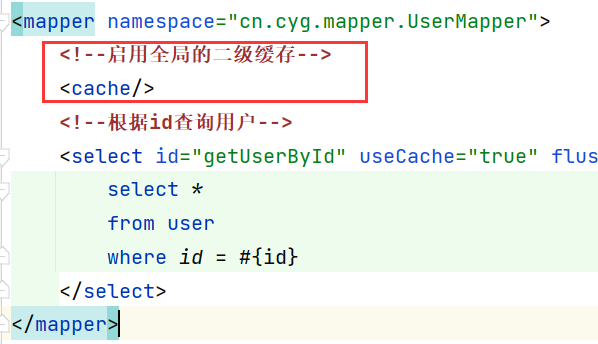 <mapper namespace="cn.cyg.mapper.UserMapper">
<!--启用全局的二级缓存-->
<cache/>
<!--根据id查询用户-->
<select id="getUserById" useCache="true" flus
select *
from user
where id = #{id}
</select>
</mapper>